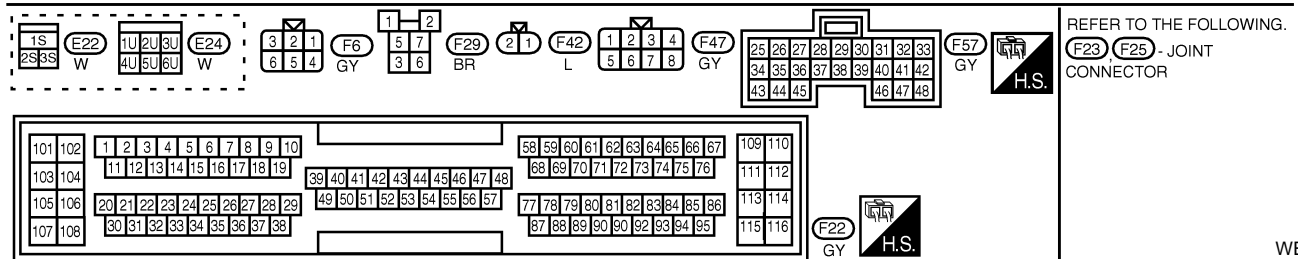 1S
2S 3S
E22
W
1U 2U 3U
4U 5U 6U
E24
W
3 2 1
6 5 4
F6
GY
1 2
5 7
3 6
F29
BR
2 1
F42
L
1 2 3 4
5 6 7 8
F47
GY
25 26 27 28 29 30 31 32 33
34 35 36 37 38 39 40 41 42
43 44 45 46 47 48
F57
GY
H.S.
REFER TO THE FOLLOWING.
F23, F25 - JOINT
CONNECTOR
101 102
103 104
105 106
107 108
1 2 3 4 5 6 7 8 9 10
11 12 13 14 15 16 17 18 19
20 21 22 23 24 25 26 27 28 29
30 31 32 33 34 35 36 37 38
39 40 41 42 43 44 45 46 47 48
49 50 51 52 53 54 55 56 57
58 59 60 61 62 63 64 65 66 67
68 69 70 71 72 73 74 75 76
77 78 79 80 81 82 83 84 85 86
87 88 89 90 90 92 93 94 95
109 110
111 112
113 114
115 116
F22
GY
H.S.